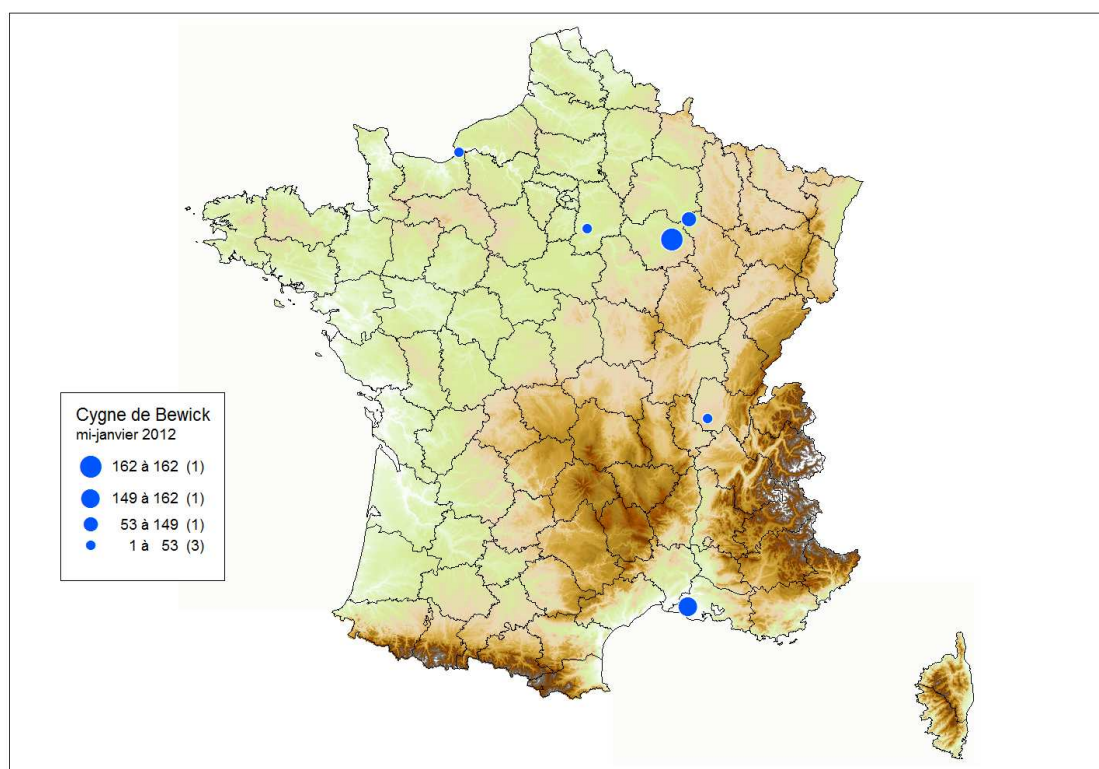 Cygne de Bewick
mi-janvier 2012
162 à 162 (1)
149 à 162 (1)
53 à 149 (1)
1 à 53 (3)